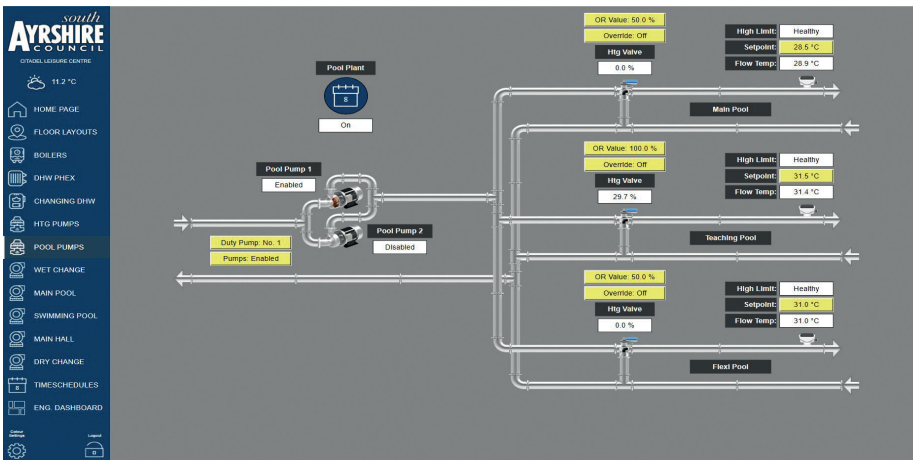 south
AYRSHIRE
COUNCIL
CITADEL LEISURE CENTRE
11.2 °C
HOME PAGE
FLOOR LAYOUTS
BOILERS
DHW PHEX
CHANGING DHW
HTG PUMPS
POOL PUMPS
WET CHANGE
MAIN POOL
SWIMMING POOL
MAIN HALL
DRY CHANGE
8
TIMESCHEDULES
ENG. DASHBOARD
Colour
Settings
Logout
Pool Plant
8
On
Pool Pump 1
Enabled
Pool Pump 2
Disabled
Duty Pump: No. 1
Pumps: Enabled
OR Value: 50.0 %
Override: Off
Htg Valve
0.0 %
High Limit: Healthy
Setpoint: 28.5 °C
Flow Temp: 28.9 °C
Main Pool
OR Value: 100.0 %
Override: Off
Htg Valve
29.7 %
High Limit: Healthy
Setpoint: 31.5 °C
Flow Temp: 31.4 °C
Teaching Pool
OR Value: 50.0 %
Override: Off
Htg Valve
0.0 %
High Limit: Healthy
Setpoint: 31.0 °C
Flow Temp: 31.0 °C
Flexi Pool